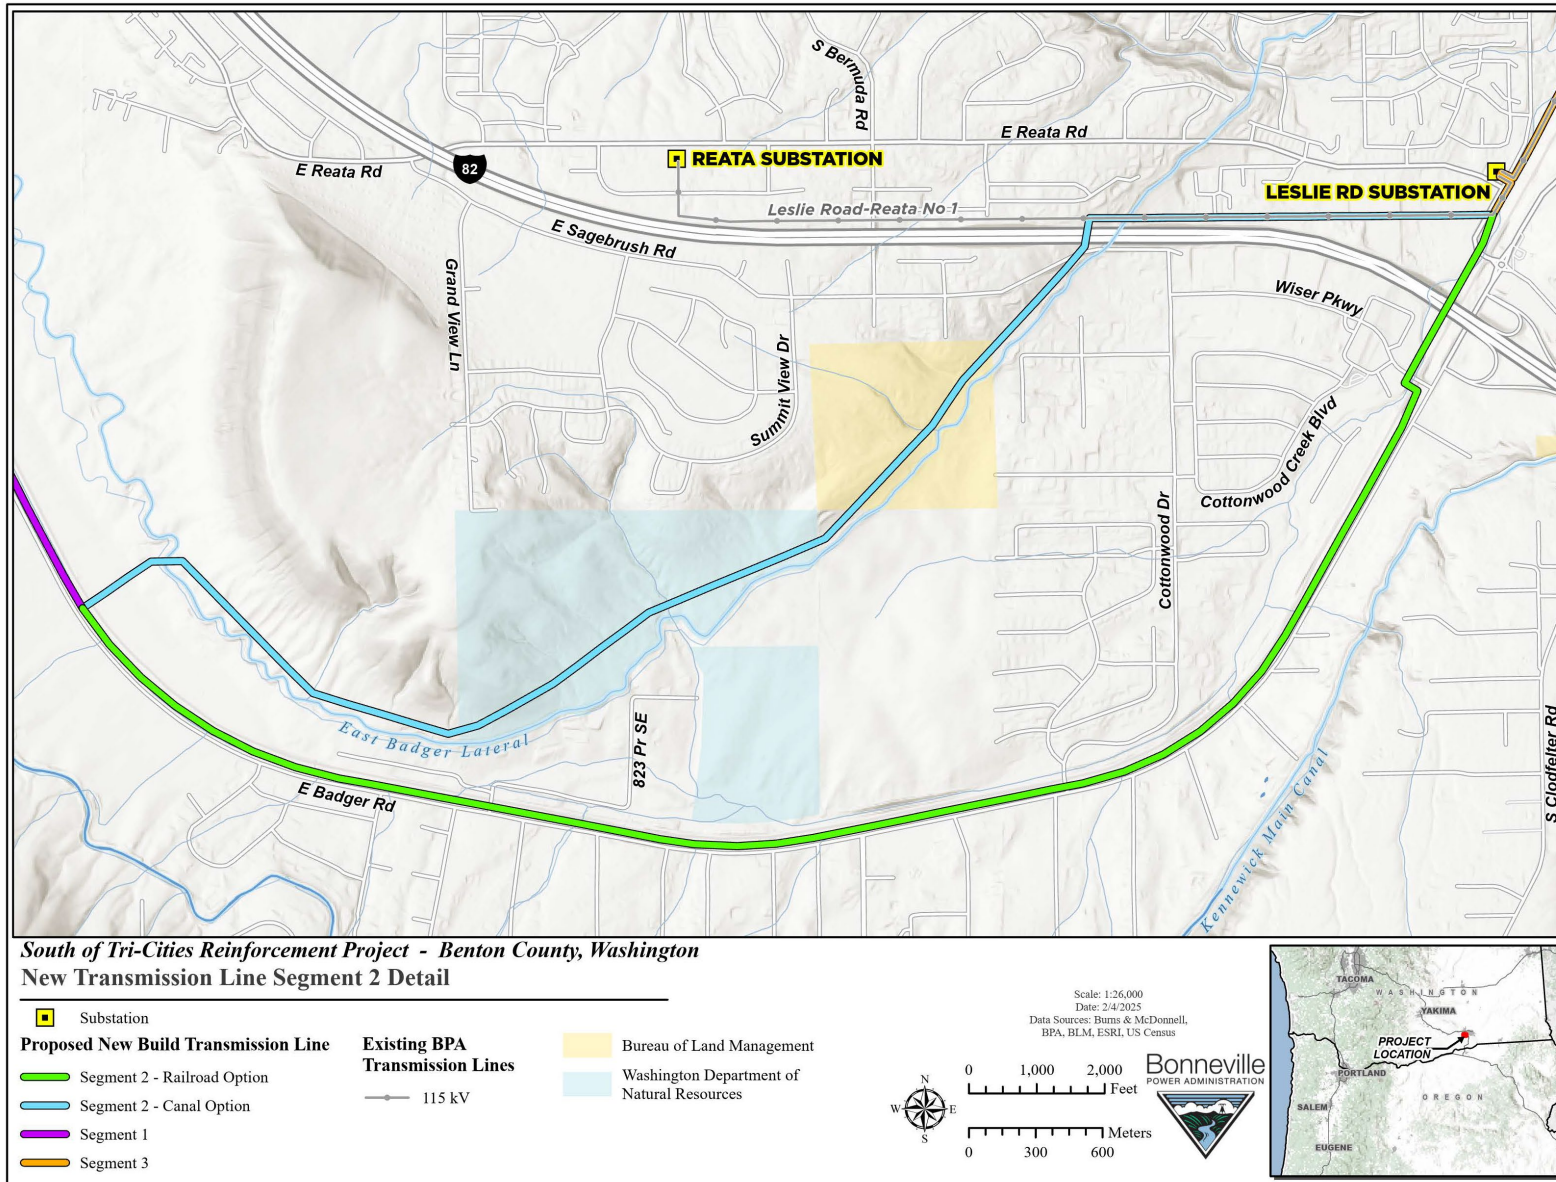 S Bermuda Rd
E Reata Rd
E Reata Rd
82
REATA SUBSTATION
LESLIE RD SUBSTATION
Leslie Road-Reata No 1
E Sagebrush Rd
Grand View Ln
Wiser Pkwy
Summit View Dr
Cottonwood Creek Blvd
Cottonwood Dr
823 Pr SE
East Badger Lateral
E Badger Rd
Kennewick Main Canal
S Clodfelter Rd
South of Tri-Cities Reinforcement Project - Benton County, Washington
New Transmission Line Segment 2 Detail
Substation
Proposed New Build Transmission Line
Segment 2 - Railroad Option
Segment 2 - Canal Option
Segment 1
Segment 3
Existing BPA
Transmission Lines
115 kV
Bureau of Land Management
Washington Department of
Natural Resources
N
W E
S
Scale: 1:26,000
Date: 2/4/2025
Data Sources: Burns & McDonnell,
BPA, BLM, ESRI, US Census
0 1,000 2,000
Feet
Meters
0 300 600
Bonneville
POWER ADMINISTRATION
TACOMA
WASHINGTON
YAKIMA
PROJECT
LOCATION
PORTLAND
SALEM
OREGON
EUGENE